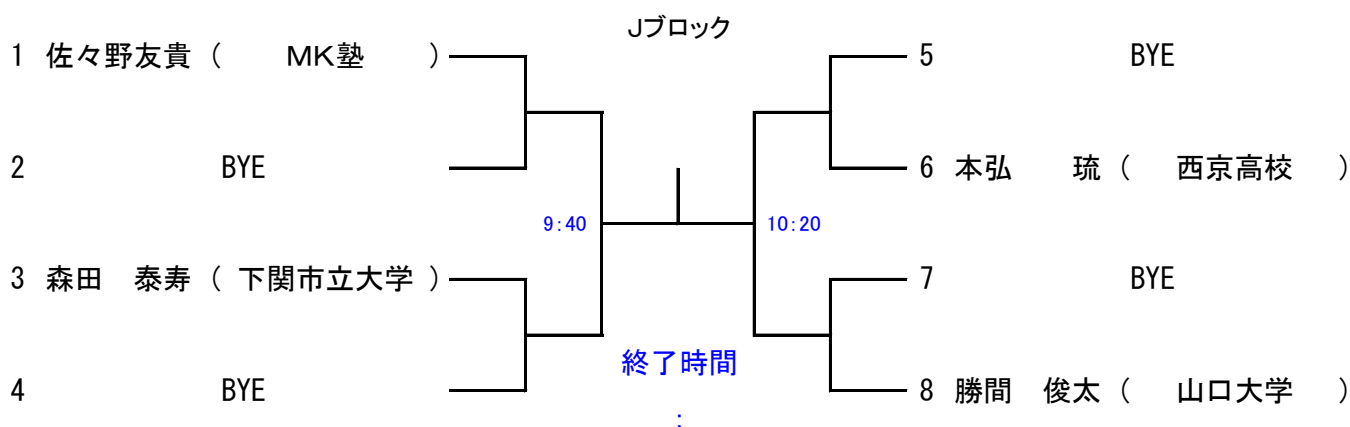 Jブロック
1 佐々野友貴 ( MK塾 )
2 BYE
3 森田 泰寿 ( 下関市立大学 )
4 BYE
9:40
10:20
終了時間
:
5 BYE
6 本弘 琉 ( 西京高校 )
7 BYE
8 勝間 俊太 ( 山口大学 )